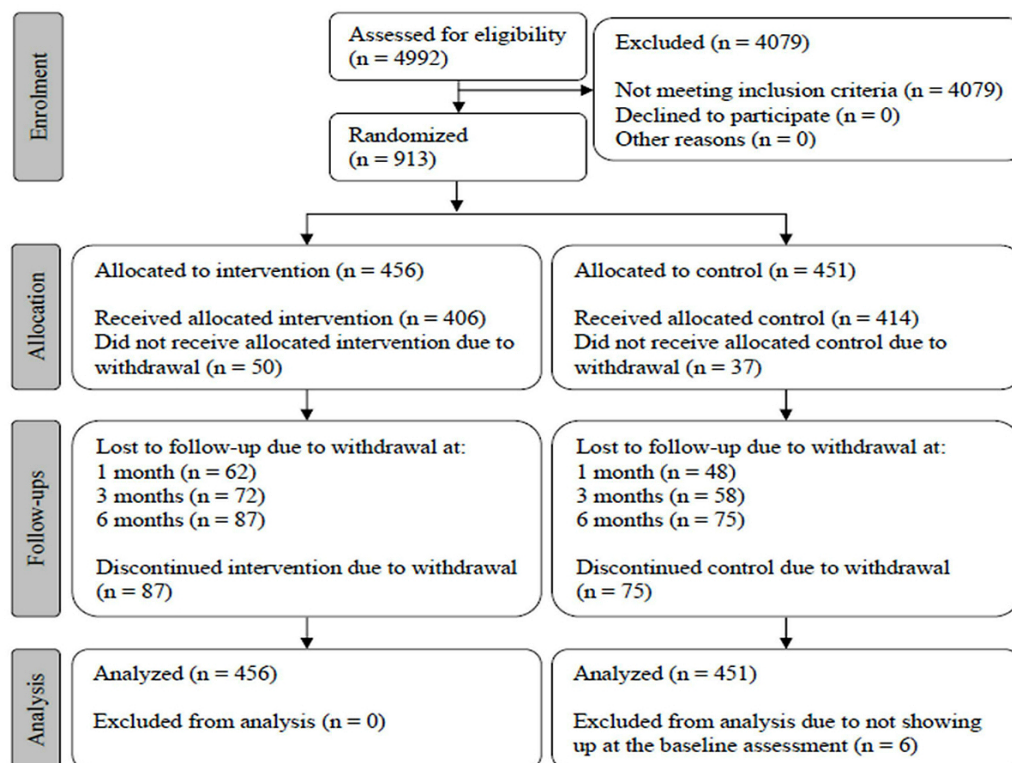 Enrolment
Assessed for eligibility
(n = 4992)
Excluded (n = 4079)
Not meeting inclusion criteria (n = 4079)
Declined to participate (n = 0)
Other reasons (n = 0)
Randomized
(n = 913)
Allocation
Allocated to intervention (n = 456)
Received allocated intervention (n = 406)
Did not receive allocated intervention due to
withdrawal (n = 50)
Allocated to control (n = 451)
Received allocated control (n = 414)
Did not receive allocated control due to
withdrawal (n = 37)
Follow-ups
Lost to follow-up due to withdrawal at:
1 month (n = 62)
3 months (n = 72)
6 months (n = 87)
Discontinued intervention due to withdrawal
(n = 87)
Lost to follow-up due to withdrawal at:
1 month (n = 48)
3 months (n = 58)
6 months (n = 75)
Discontinued control due to withdrawal
(n = 75)
Analysis
Analyzed (n = 456)
Excluded from analysis (n = 0)
Analyzed (n = 451)
Excluded from analysis due to not showing
up at the baseline assessment (n = 6)